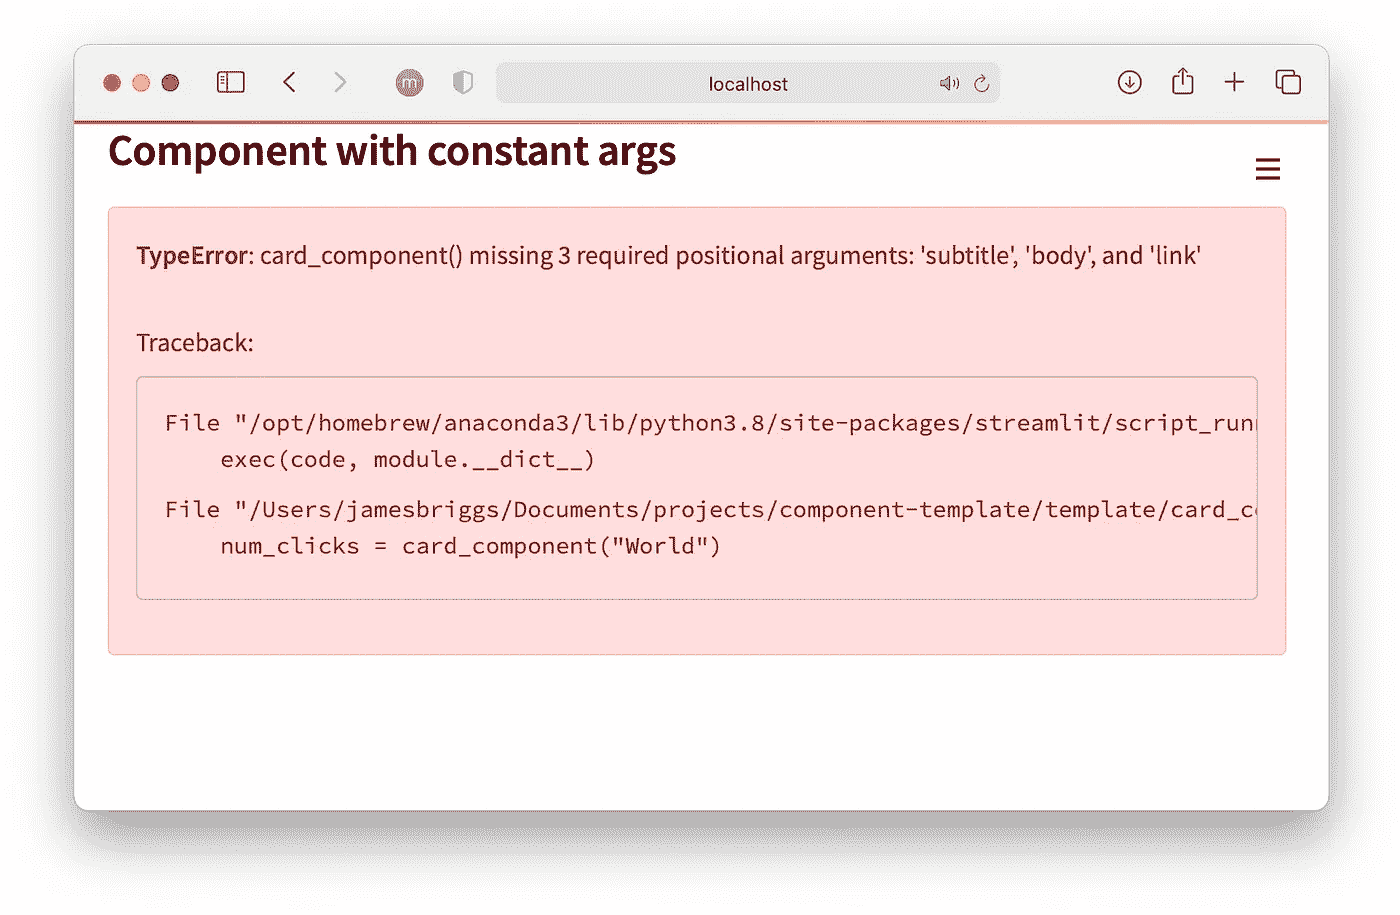 localhost
Component with constant args
TypeError: card_component() missing 3 required positional arguments: 'subtitle', 'body', and 'link'
Traceback:
File "/opt/homebrew/anaconda3/lib/python3.8/site-packages/streamlit/script_run
exec(code, module.__dict__)
File "/Users/jamesbriggs/Documents/projects/component-template/template/card_c
num_clicks = card_component("World")